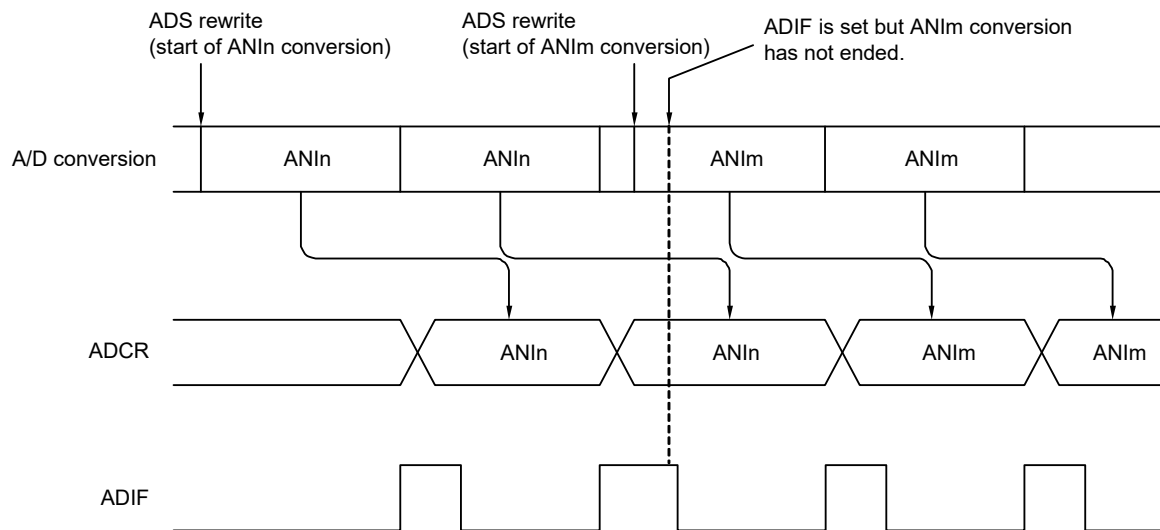 ADS rewrite
(start of ANIn conversion)
ADS rewrite
(start of ANIm conversion)
ADIF is set but ANIm conversion
has not ended.
A/D conversion
ANIn
ANIn
ANIm
ANIm
ADCR
ANIn
ANIn
ANIm
ANIm
ADIF